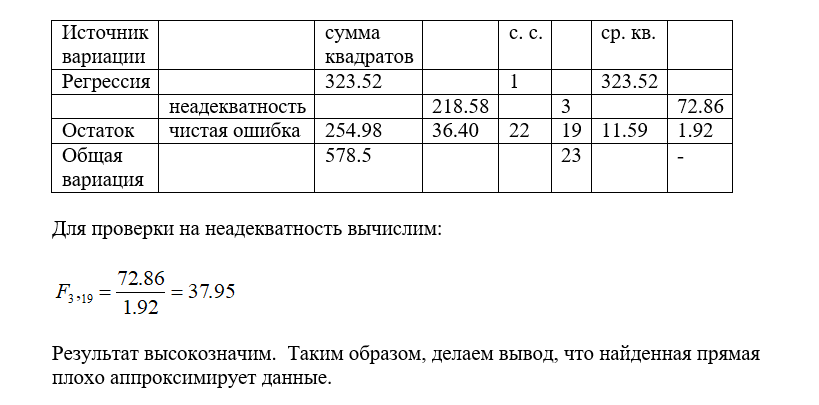 Источник сумма с. с. ср. кв.
вариации квадратов
Регрессия 323.52 1 323.52
неадекватность 218.58 3 72.86
Остаток чистая ошибка 254.98 36.40 22 19 11.59 1.92
Общая 578.5 23 -
вариация
Для проверки на неадекватность вычислим:
F3,19 = 72.86/1.92 = 37.95
Результат высокозначим. Таким образом, делаем вывод, что найденная прямая
плохо аппроксимирует данные.